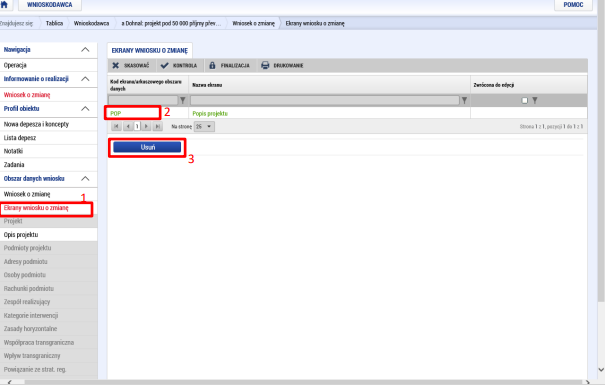 WNIOSKODAWCA
POMOC
Znajdujesz się:
Tablica
Wnioskodawca
a Dohnal: projekt pod 50 000 příjmy přev...
Wniosek o zmianę
Ekrany wniosku o zmianę
Nawigacja
Operacja
Informowanie o realizacji
Wniosek o zmianę
Profil obiektu
Nowa depesza i koncepty
Lista depesz
Notatki
Zadania
Obszar danych wniosku
Wniosek o zmianę
1
Ekrany wniosku o zmianę
Projekt
Opis projektu
Podmioty projektu
Adresy podmiotu
Osoby podmiotu
Rachunki podmiotu
Zespół realizujący
Kategorie interwencji
Zasady horyzontalne
Współpraca transgraniczna
Wpływ transgraniczny
Powiązanie ze strat. reg.
EKRANY WNIOSKU O ZMIANĘ
SKASOWAĆ
KONTROLA
FINALIZACJA
DRUKOWANIE
Kod ekranu/arkuszowego obszaru danych
Nazwa ekranu
Zwrócona do edycji
POP
2
Popis projektu
1
Na stronę
25
Strona 1 z 1, pozycji 1 do 1 z 1
Usuń
3